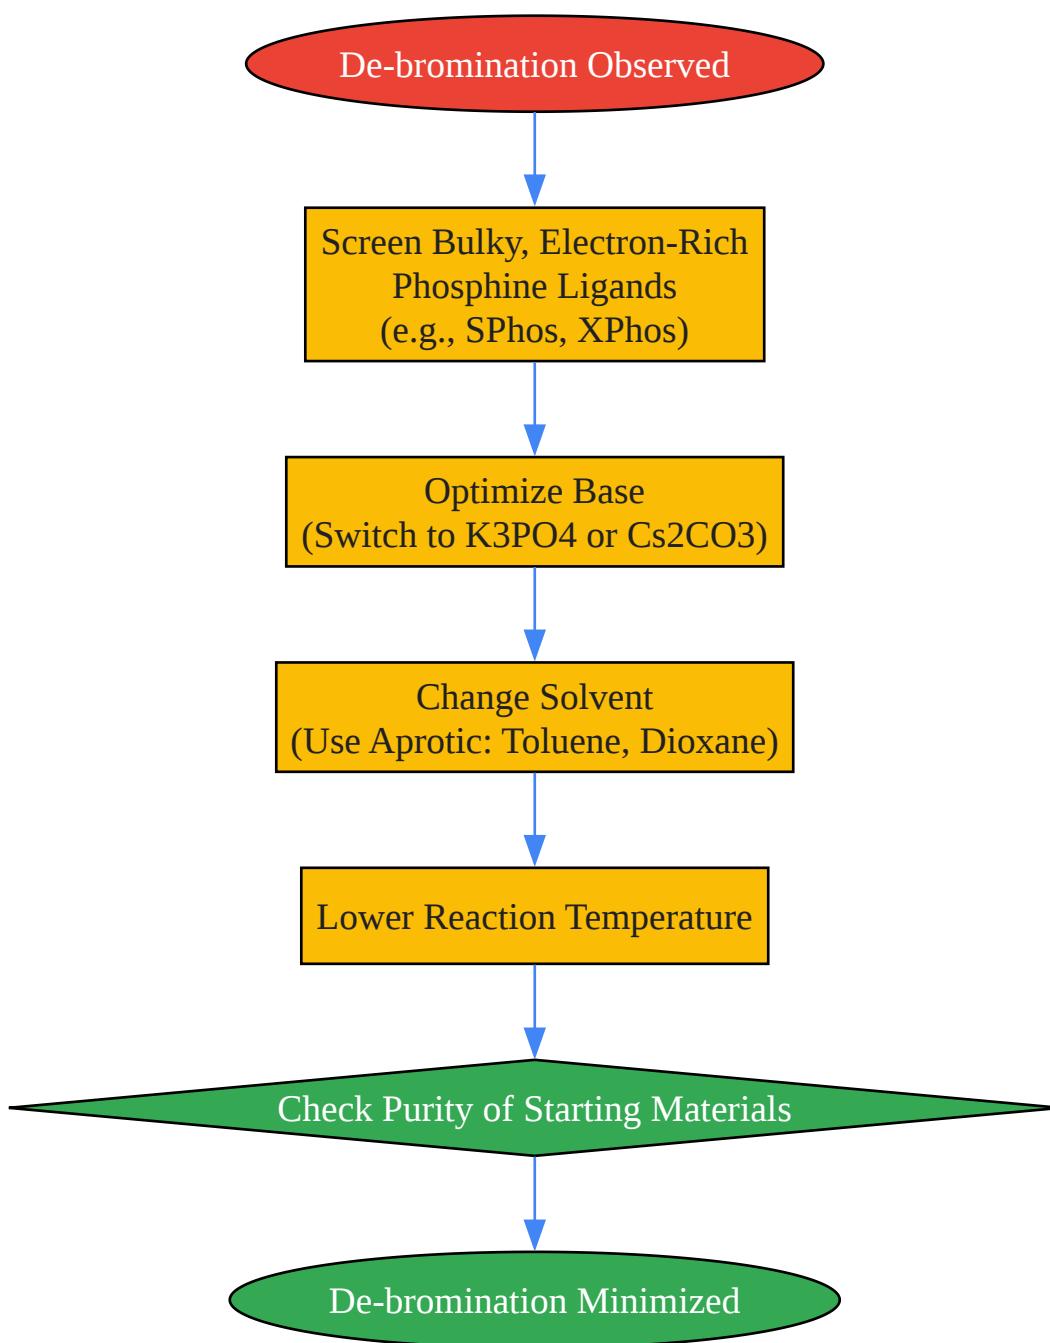 De-bromination Observed
Screen Bulky, Electron-Rich
Phosphine Ligands
(e.g., SPhos, XPhos)
Optimize Base
(Switch to K3PO4 or Cs2CO3)
Change Solvent
(Use Aprotic: Toluene, Dioxane)
Lower Reaction Temperature
Check Purity of Starting Materials
De-bromination Minimized